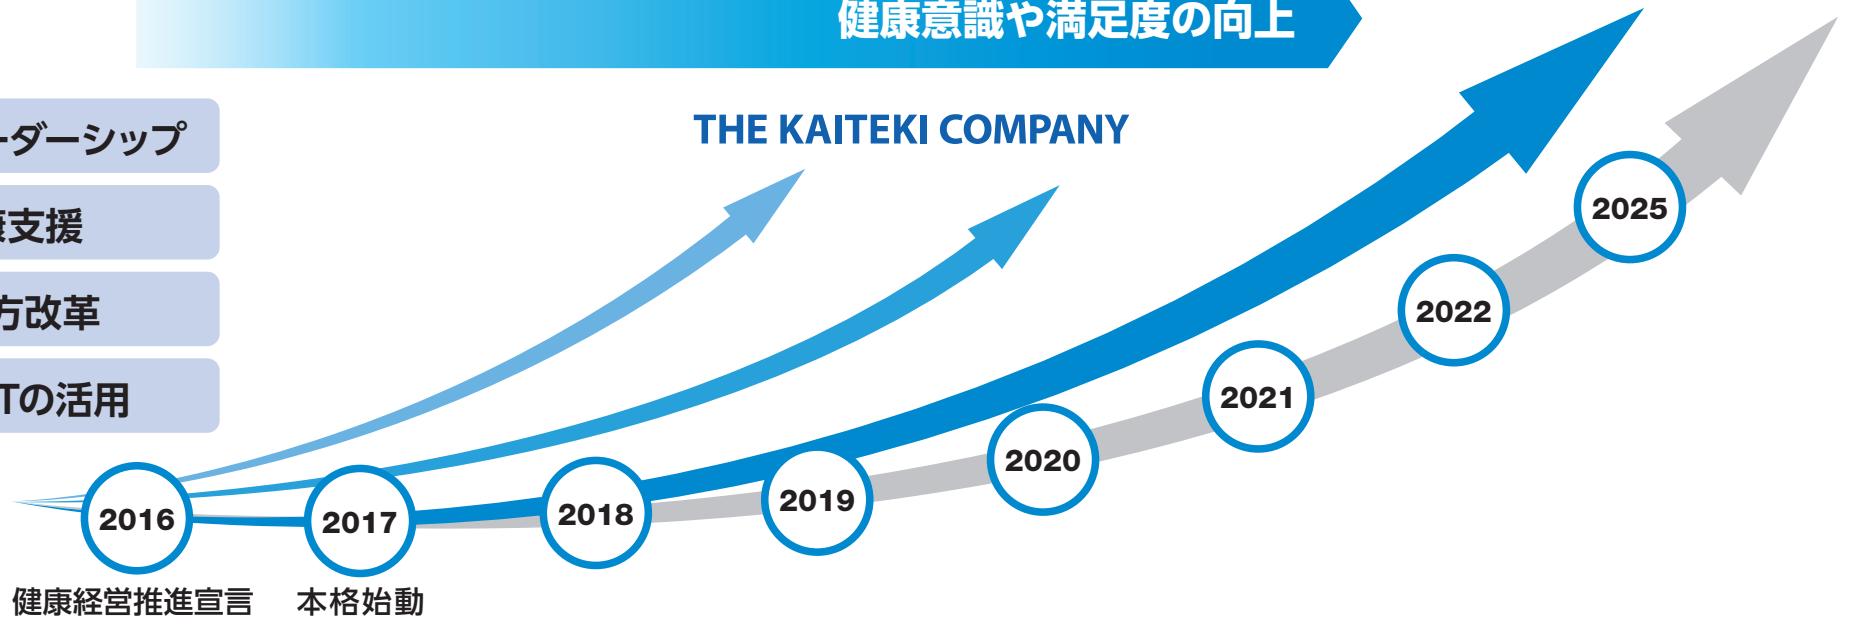 健康意識や満足度の向上
THE KAITEKI COMPANY
ーダーシップ
康支援
方改革
Tの活用
2025
2022
2021
2020
2019
2018
2017
2016
健康経営推進宣言
本格始動